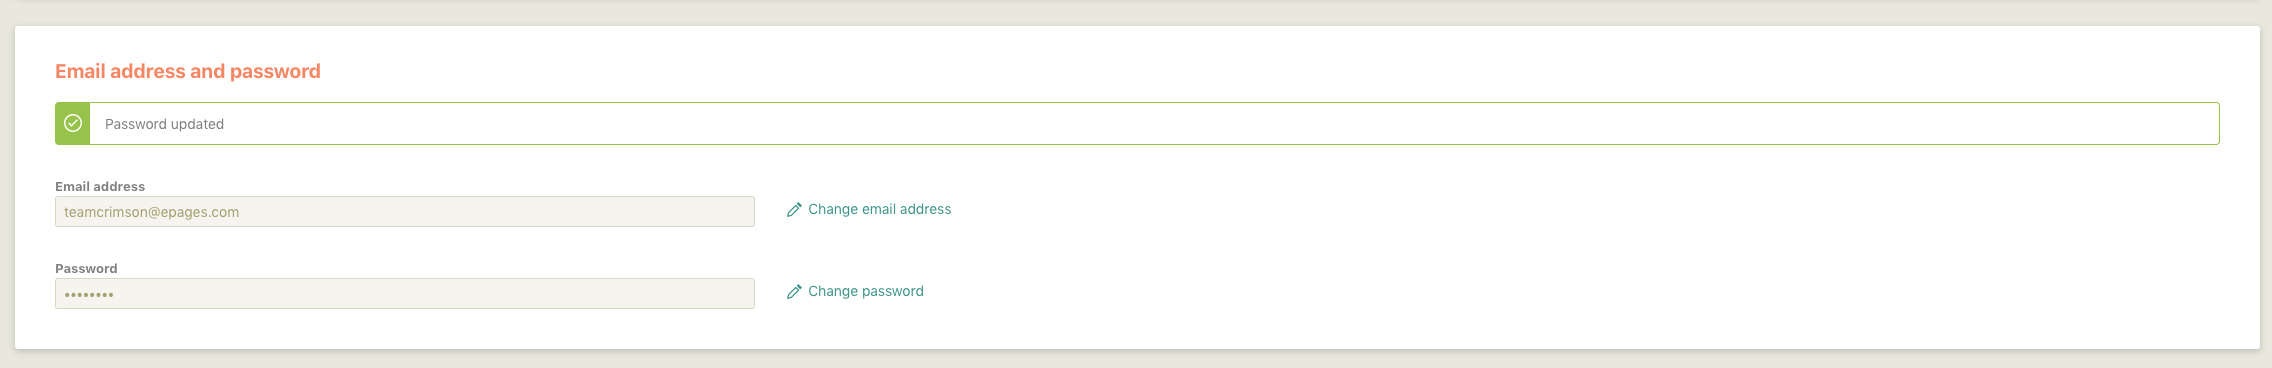 Email address and password
Password updated
Email address
teamcrimson@epages.com
Change email address
Password
••••••••
Change password